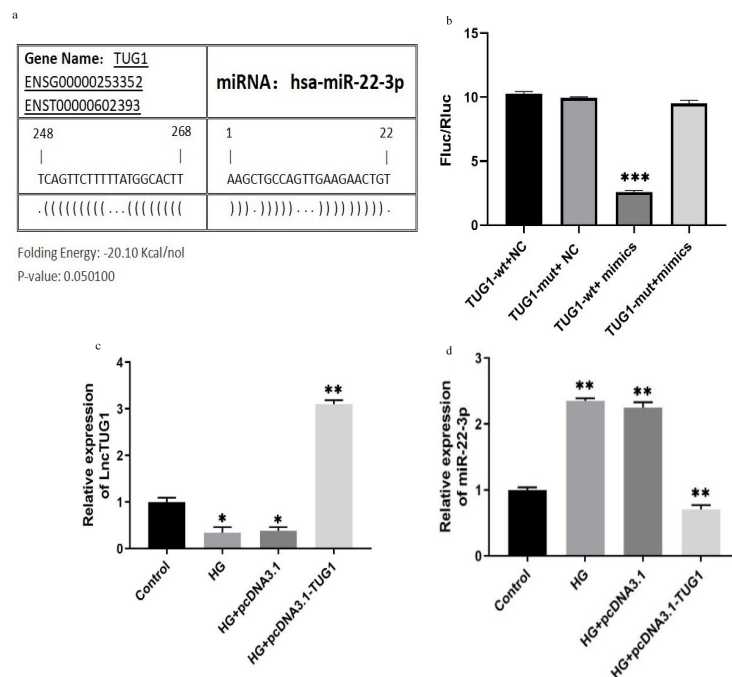 a
Gene Name: TUG1
ENSG00000253352
ENST00000602393
miRNA: hsa-miR-22-3p
248 268
| |
TCAGTTCTTTTTATGGCACTT
.(((((((((...((((((((
1 22
| |
AAGCTGCCAGTTGAAGAACTGT
))).)))))...))))))))).
Folding Energy: -20.10 Kcal/nol
P-value: 0.050100
b
Fluc/Rluc
15
10
5
0
***
TUG1-wt+NC
TUG1-mut+ NC
TUG1-wt+ mimics
TUG1-mut+mimics
c
Relative expression
of LncTUG1
4
3
2
1
0
*
*
**
Control
HG
HG+pcDNA3.1
HG+pcDNA3.1-TUG1
d
Relative expression
of miR-22-3p
3
2
1
0
**
**
**
Control
HG
HG+pcDNA3.1
HG+pcDNA3.1-TUG1